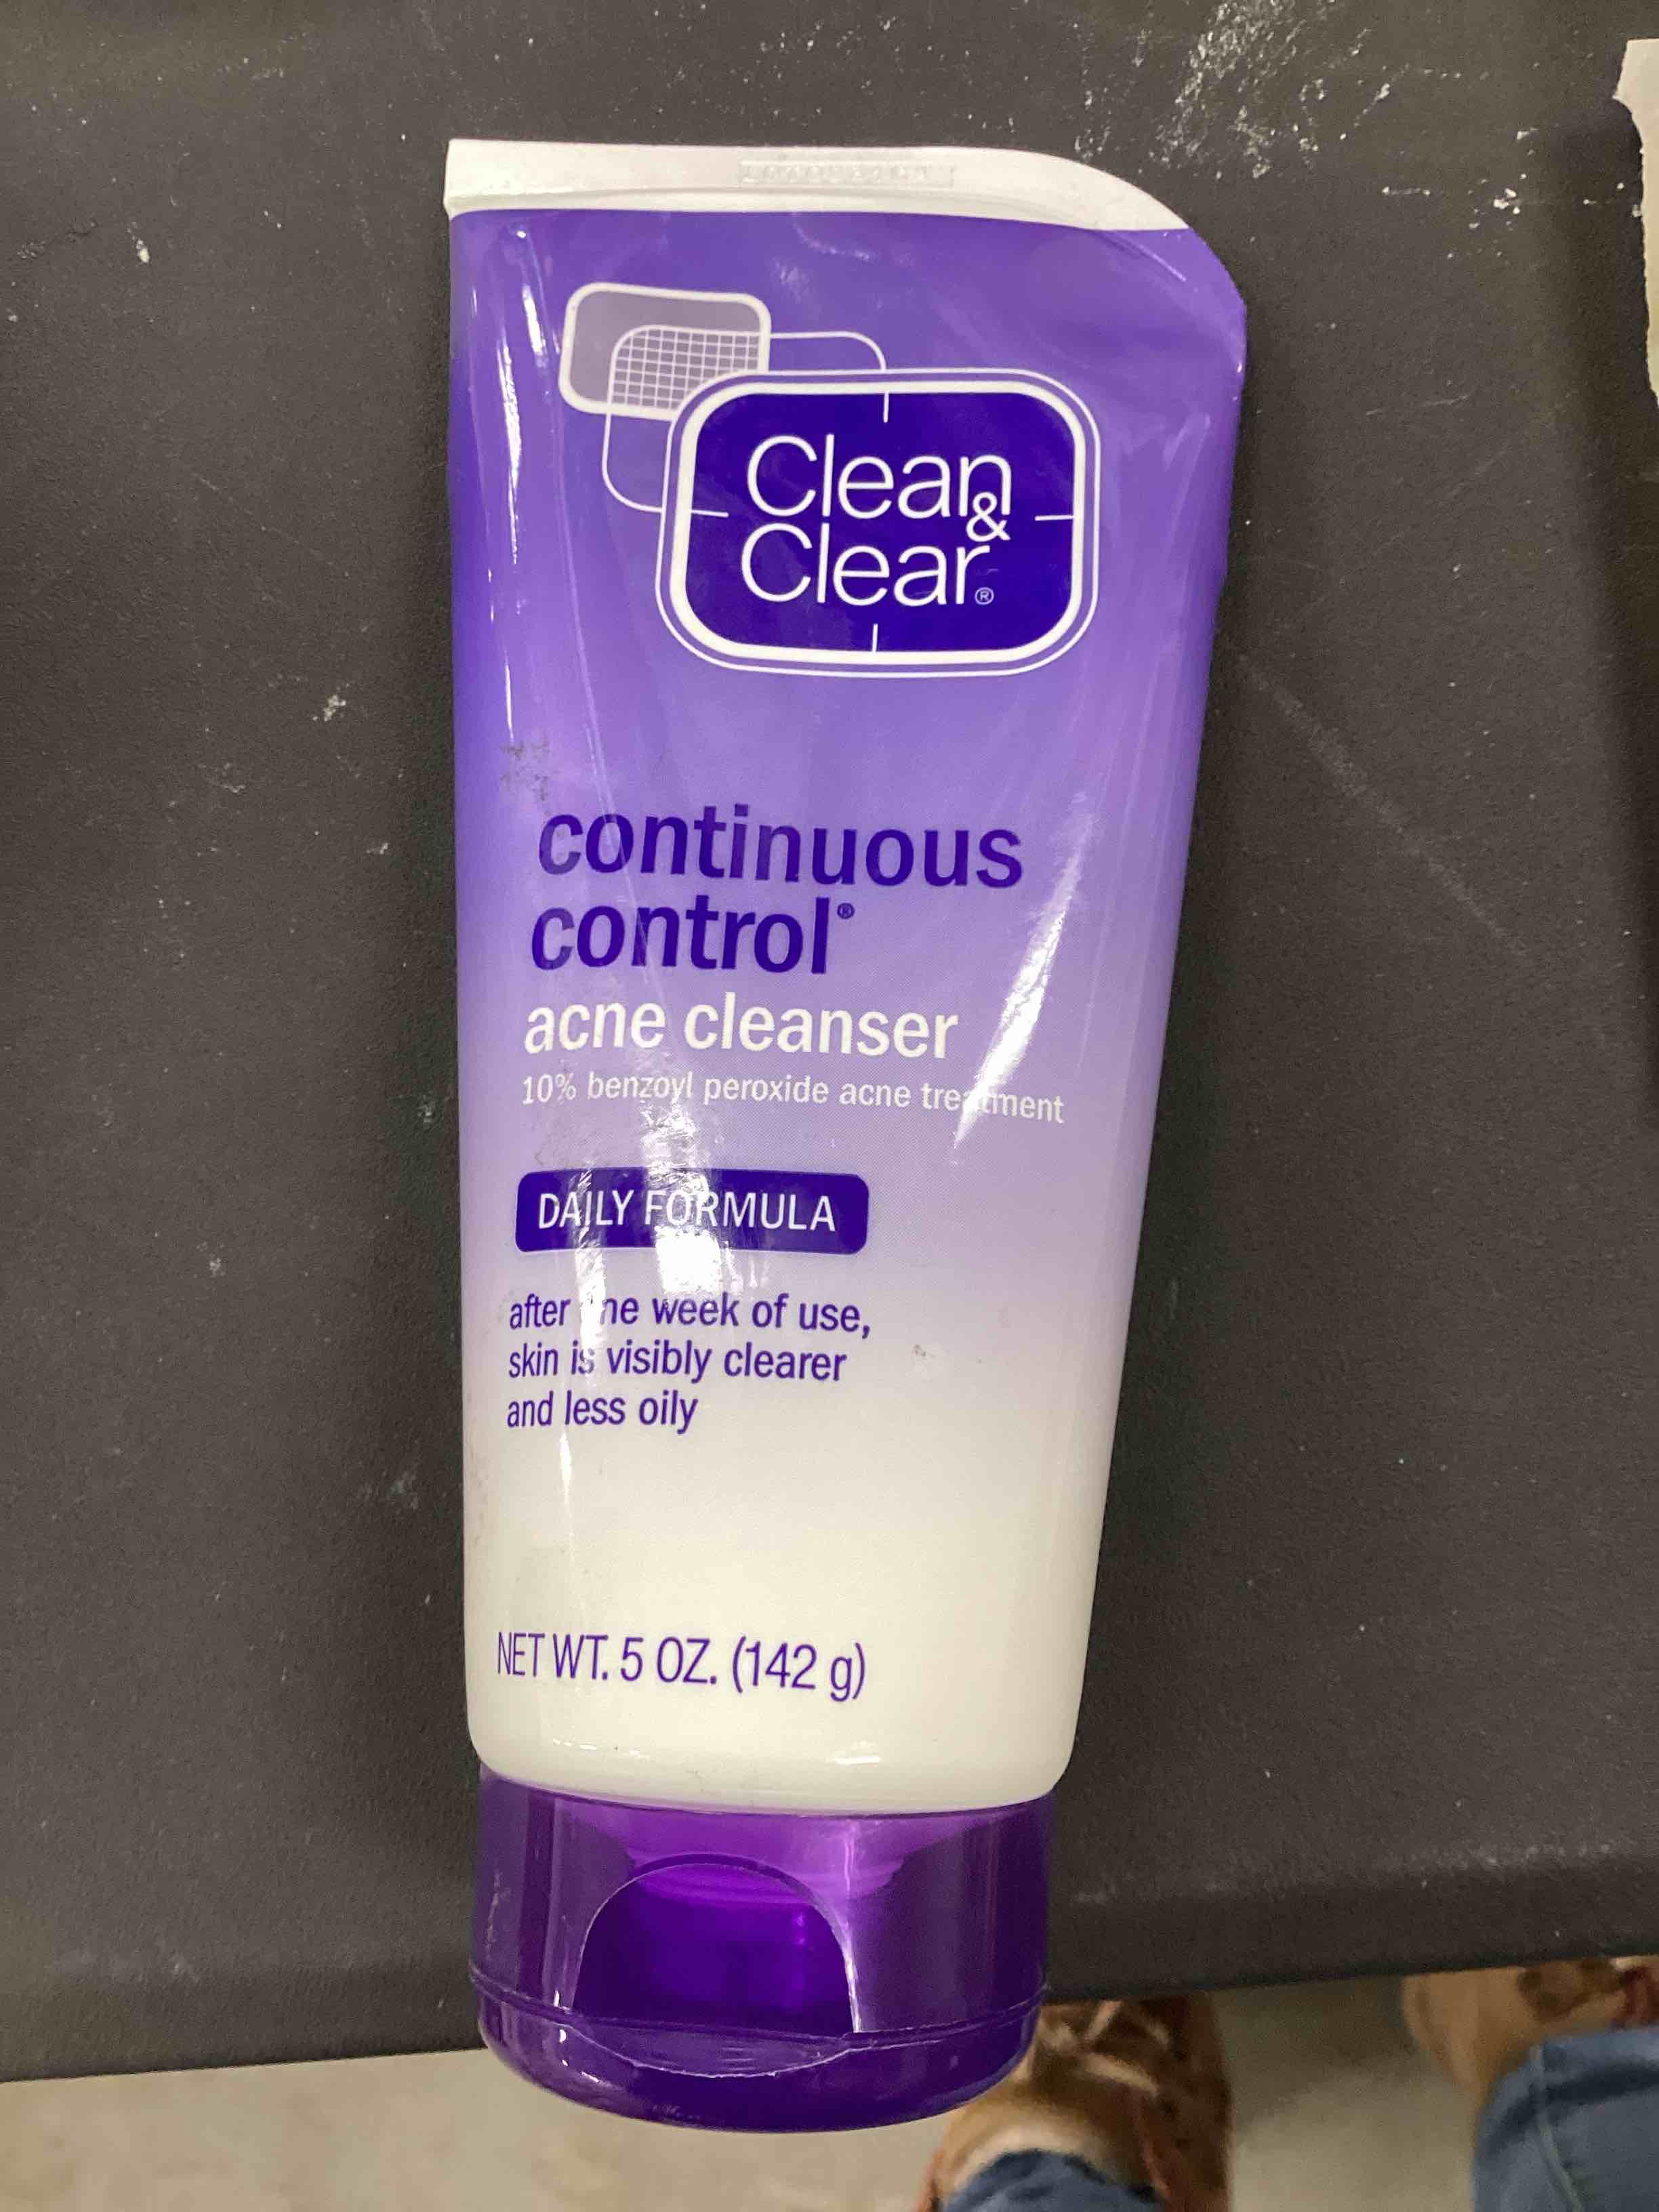 Clean
&
Clear®
continuous
control®
acne cleanser
10% benzoyl peroxide acne treatment
DAILY FORMULA
after one week of use,
skin is visibly clearer
and less oily
NET WT. 5 OZ. (142 g)